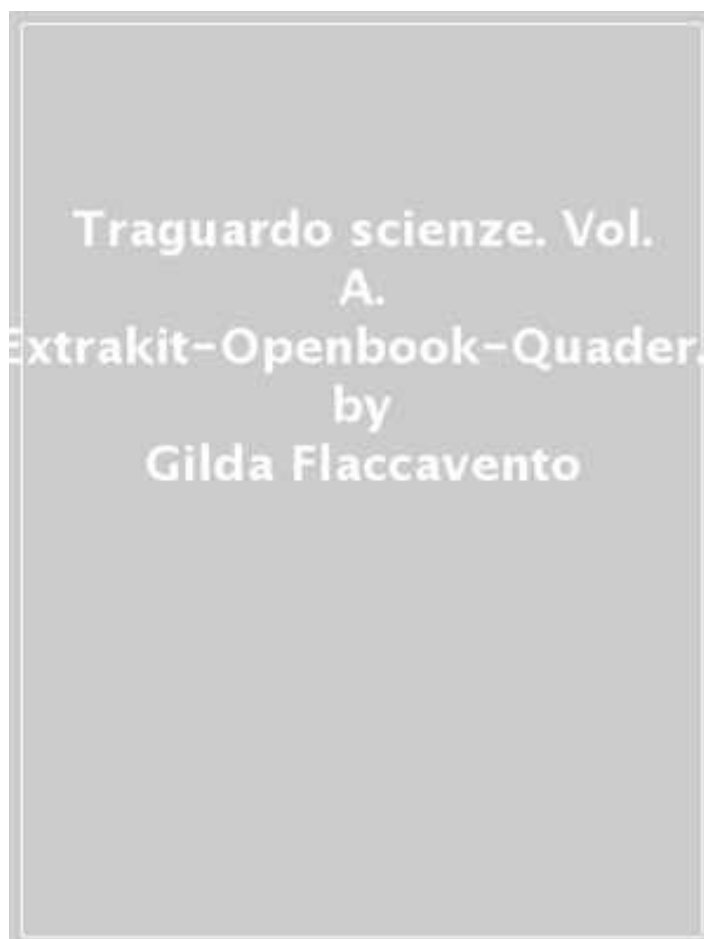 Traguardo scienze. Vol.
A.
Extrakit-Openbook-Quader.
by
Gilda Flaccavento